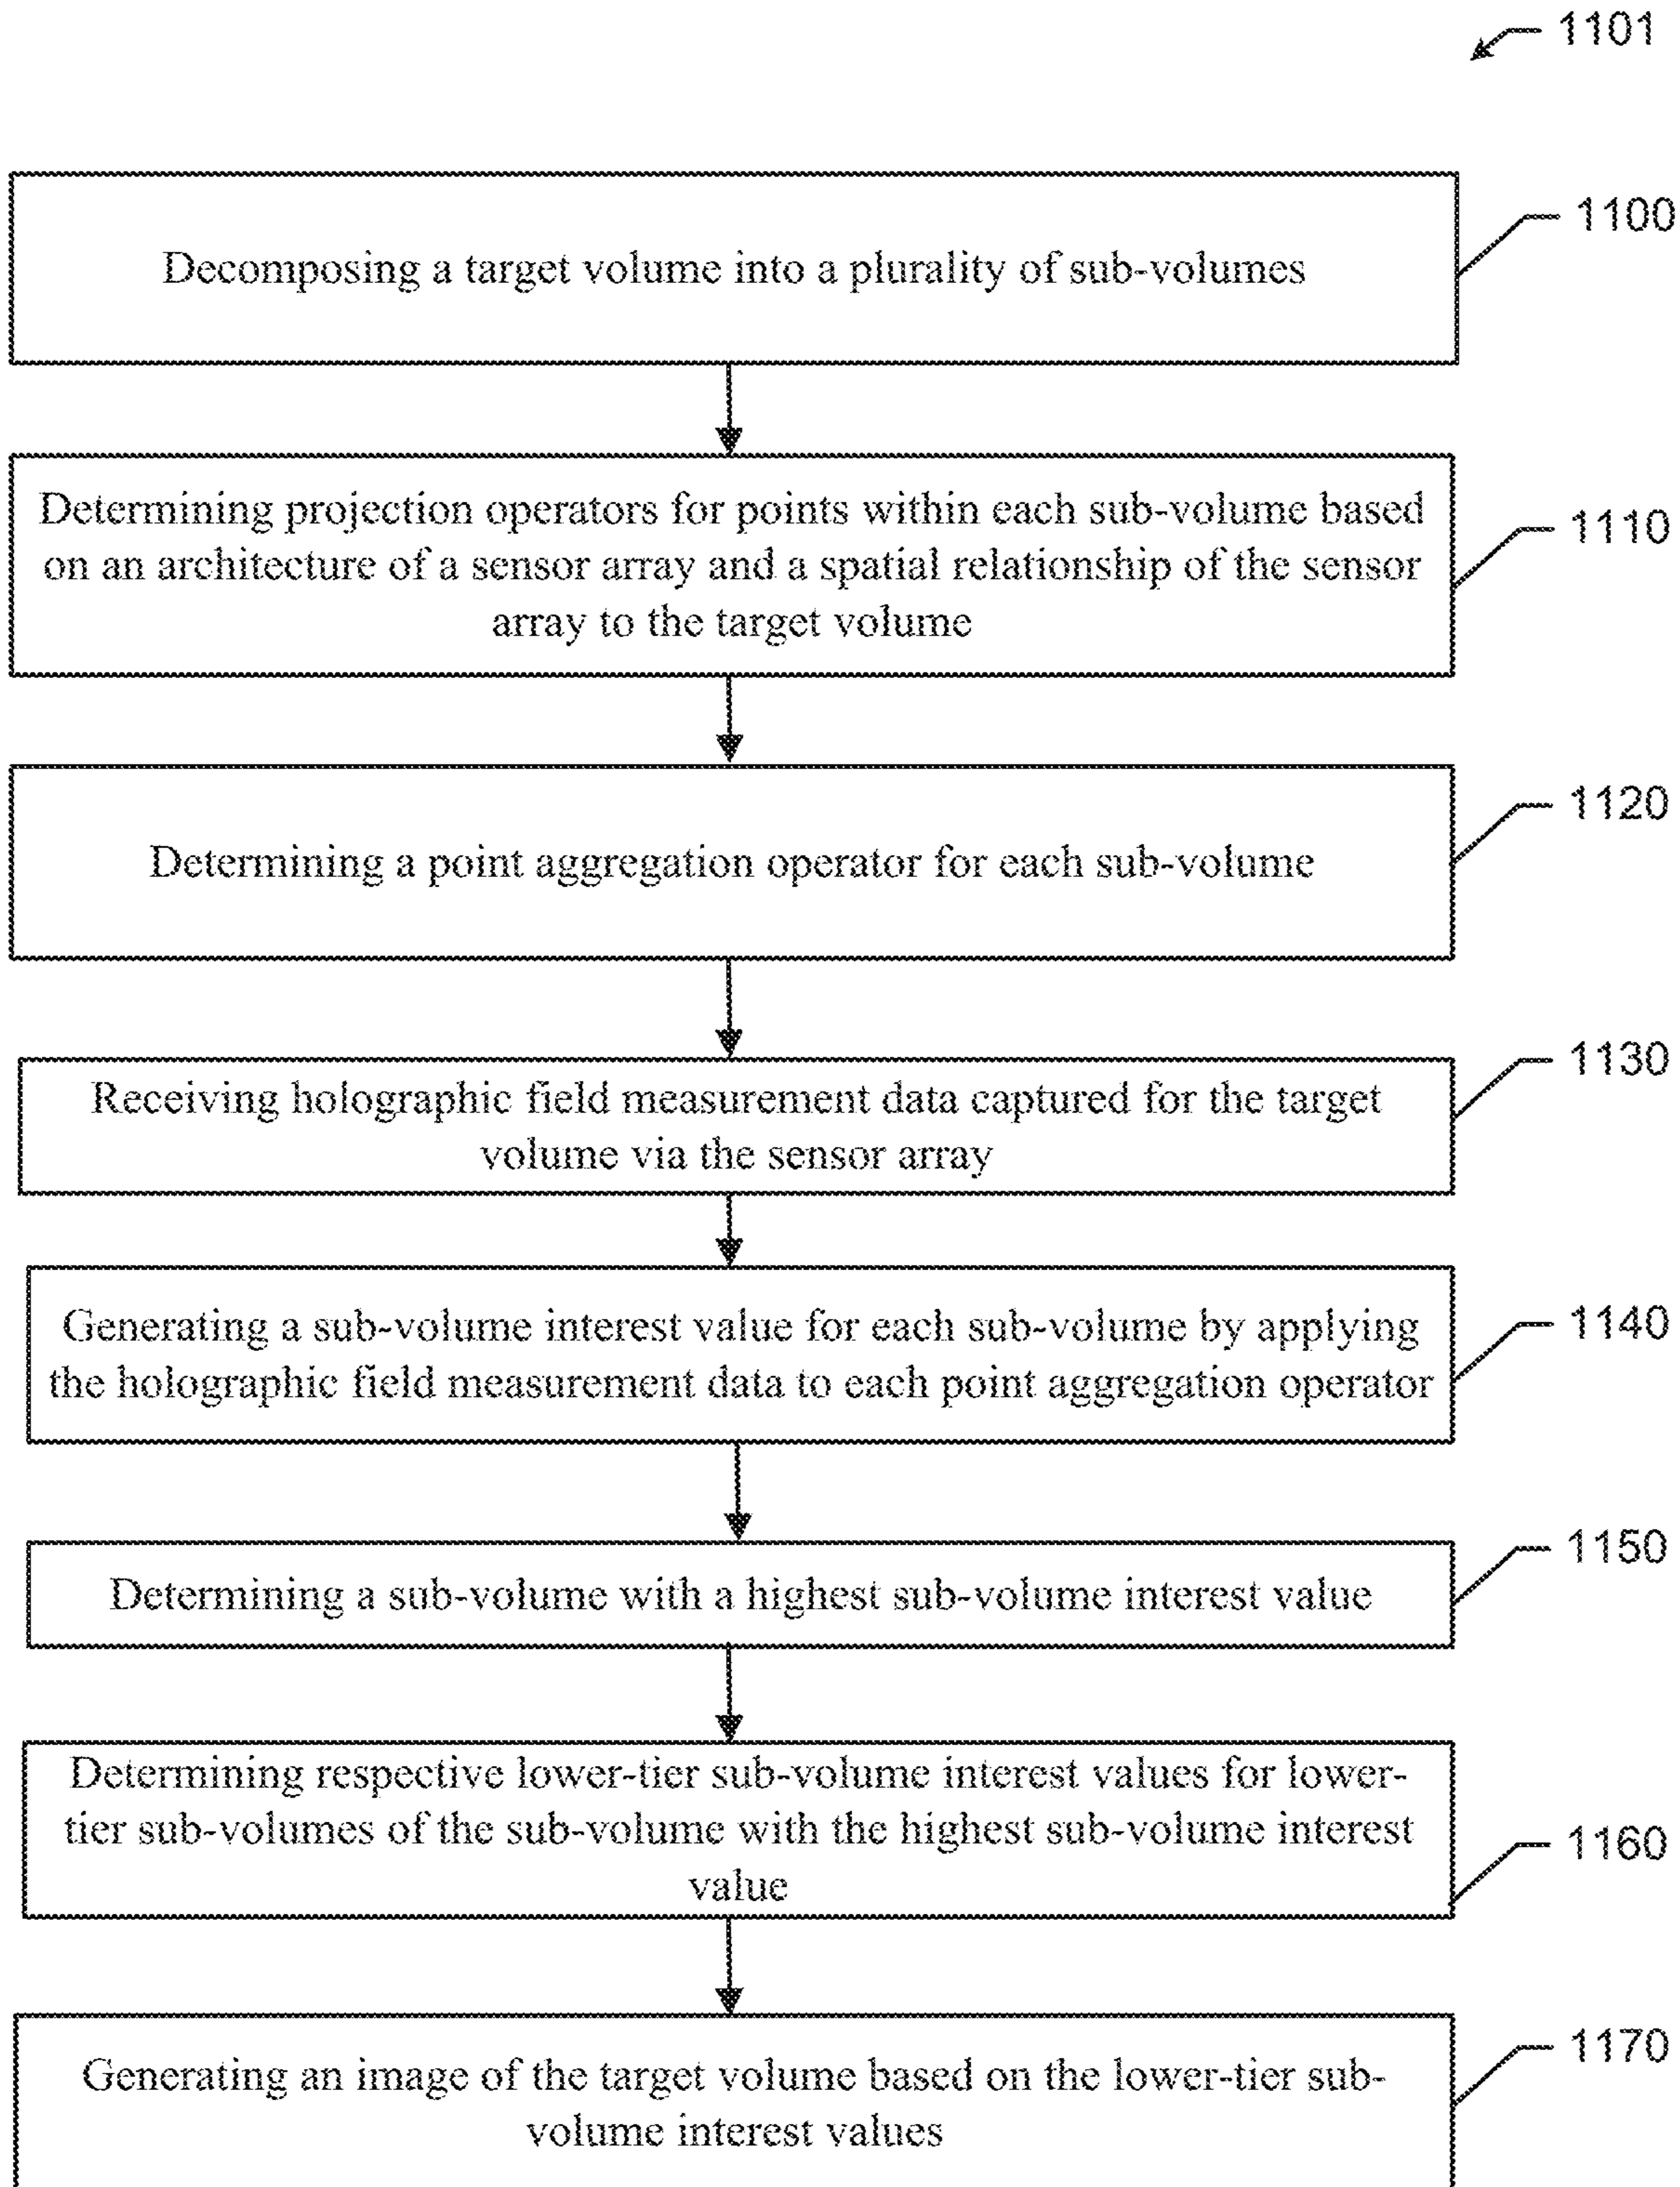 1101
Decomposing a target volume into a plurality of sub-volumes
1100
Determining projection operators for points within each sub-volume based
on an architecture of a sensor array and a spatial relationship of the sensor
array to the target volume
1110
Determining a point aggregation operator for each sub-volume
1120
Receiving holographic field measurement data captured for the target
volume via the sensor array
1130
Generating a sub-volume interest value for each sub-volume by applying
the holographic field measurement data to each point aggregation operator
1140
Determining a sub-volume with a highest sub-volume interest value
1150
Determining respective lower-tier sub-volume interest values for lower-
tier sub-volumes of the sub-volume with the highest sub-volume interest
value
1160
Generating an image of the target volume based on the lower-tier sub-
volume interest values
1170